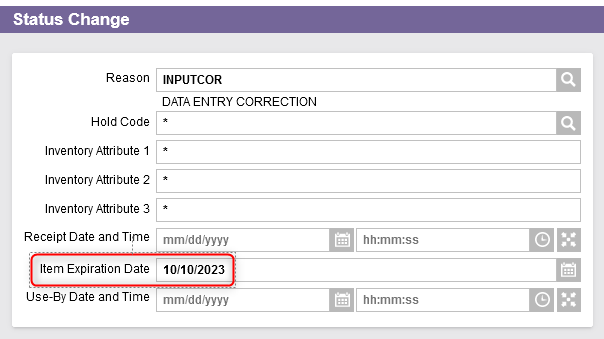 Status Change
Reason INPUTCOR
DATA ENTRY CORRECTION
Hold Code *
Inventory Attribute 1 *
Inventory Attribute 2 *
Inventory Attribute 3 *
Receipt Date and Time mm/dd/yyyy hh:mm:ss
Item Expiration Date 10/10/2023
Use-By Date and Time mm/dd/yyyy hh:mm:ss